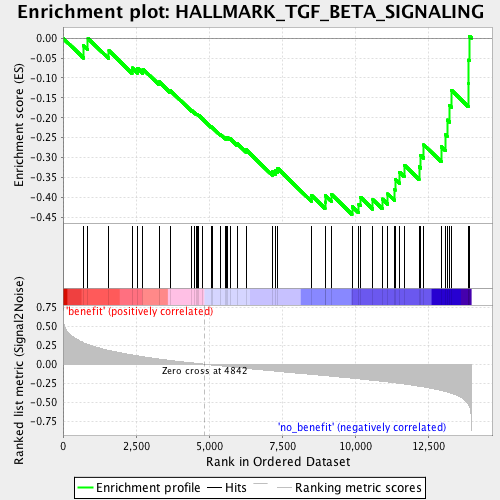 Enrichment plot: HALLMARK_TGF_BETA_SIGNALING
Enrichment score (ES)
0.00
-0.05
-0.10
-0.15
-0.20
-0.25
-0.30
-0.35
-0.40
-0.45
Ranked list metric (Signal2Noise)
0.75
0.50
0.25
0.00
-0.25
-0.50
-0.75
'benefit' (positively correlated)
Zero cross at 4842
'no_benefit' (negatively correlated)
0 2,500 5,000 7,500 10,000 12,500
Rank in Ordered Dataset
Enrichment profile Hits Ranking metric scores